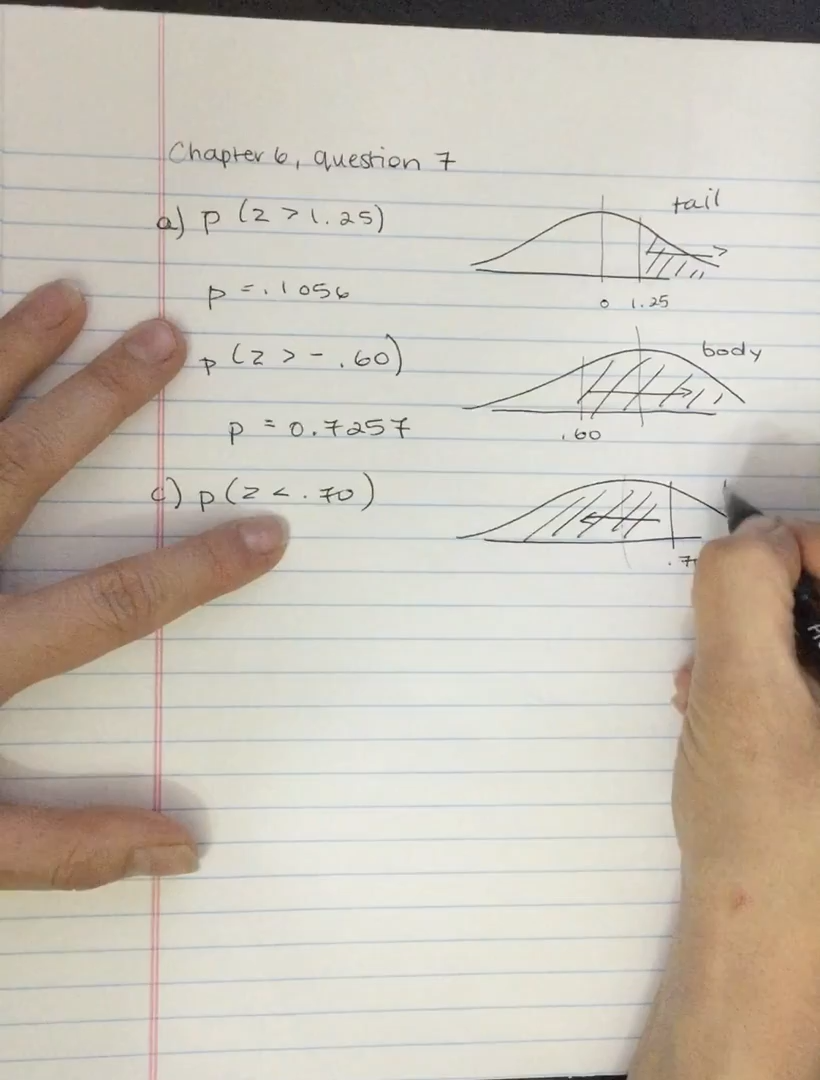 Chapter 6, question 7
a) p (z > 1.25)
tail
0 1.25
p = .1056
p (z > - .60)
body
.60
p = 0.7257
c) p (z < .70)